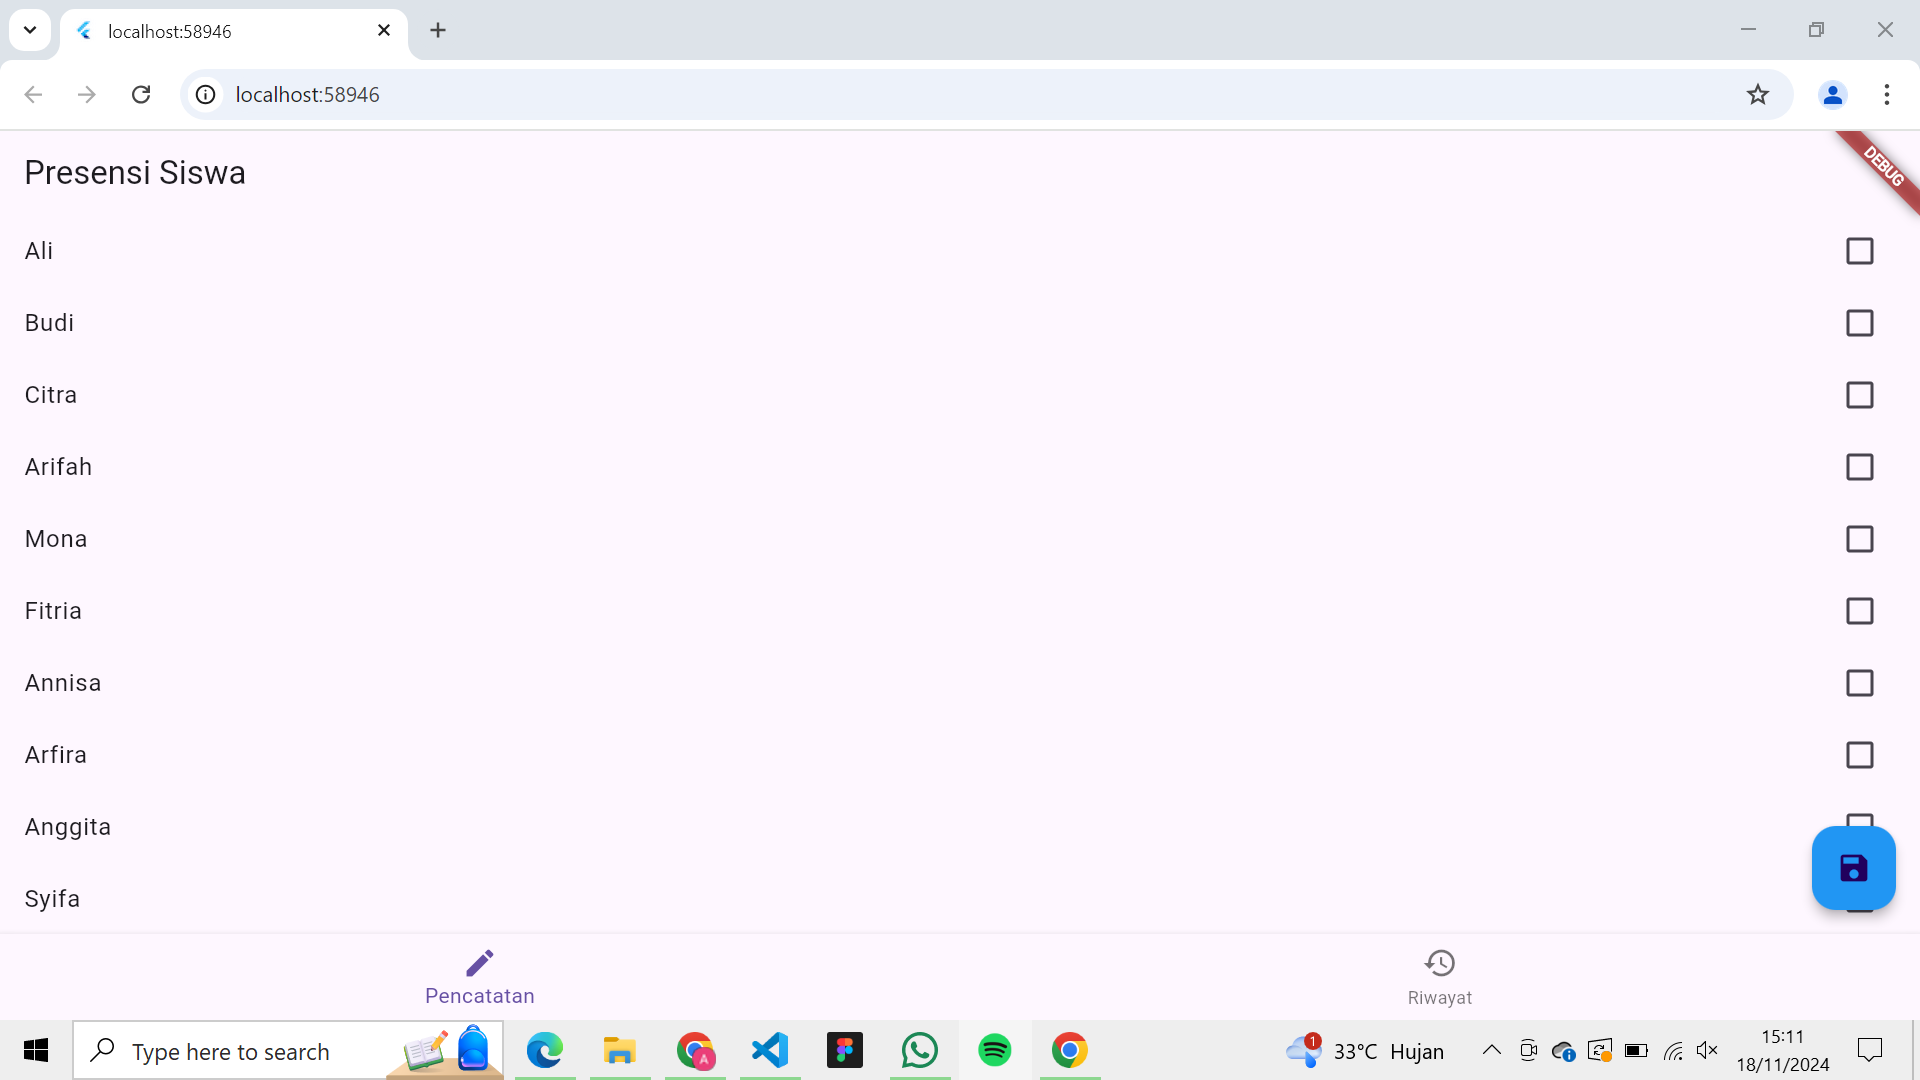 localhost:58946
localhost:58946
Presensi Siswa
DEBUG
Ali
Budi
Citra
Arifah
Mona
Fitria
Annisa
Arfira
Anggita
Syifa
Pencatatan
Riwayat
Type here to search
A
1
33°C Hujan
15:11
18/11/2024